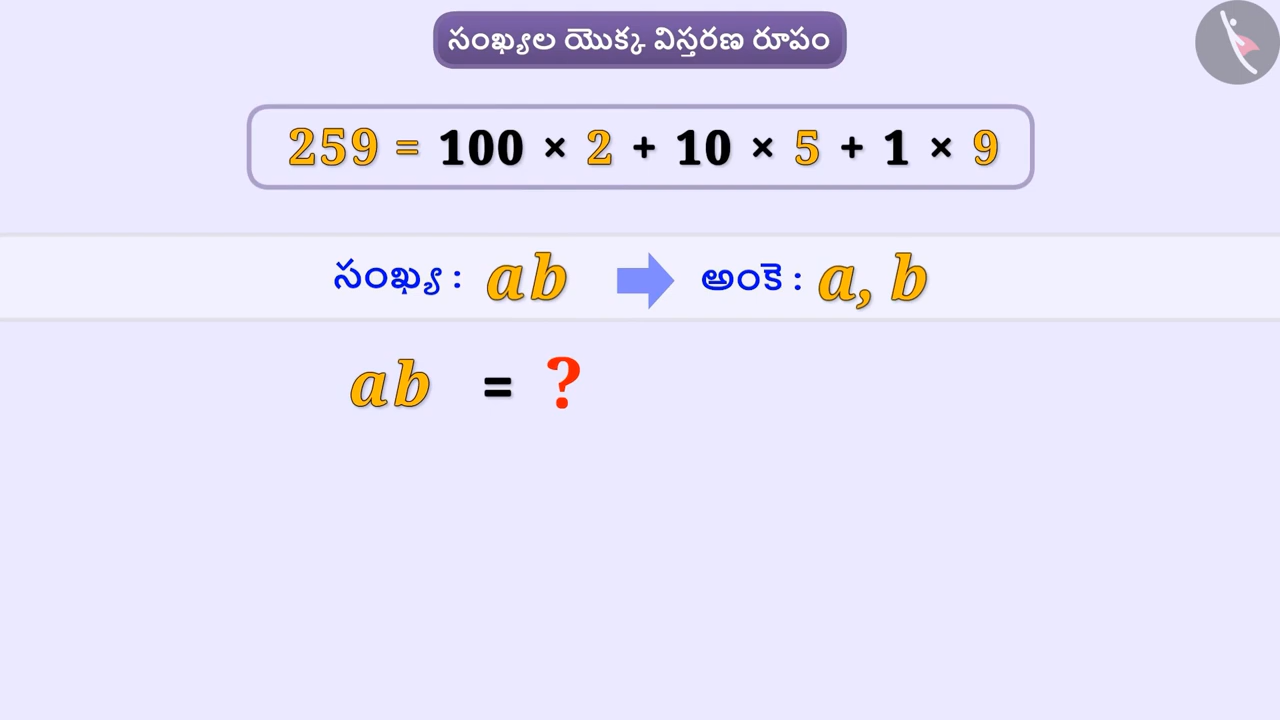 సంఖ్యల యొక్క విస్తరణ రూపం
259 = 100 × 2 + 10 × 5 + 1 × 9
సంఖ్య : ab అంకె : a, b
ab = ?